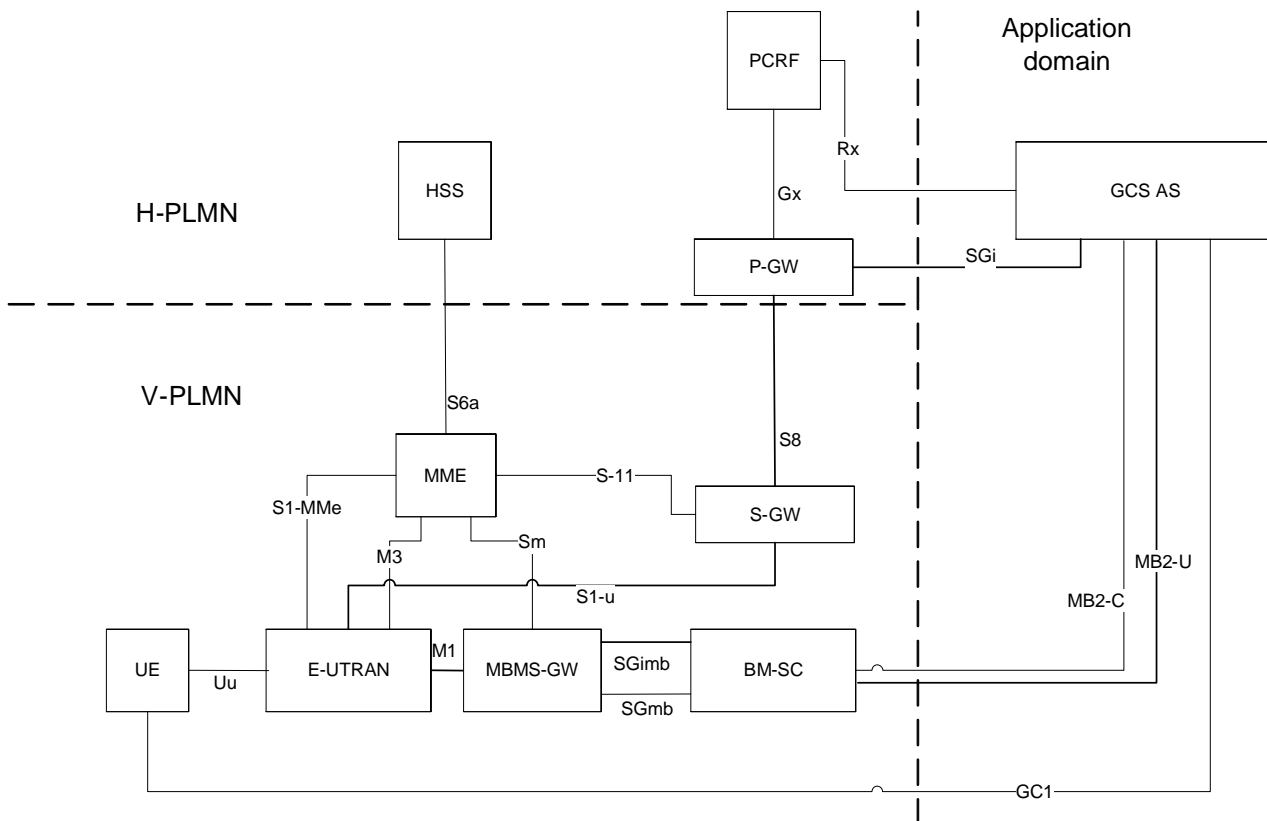 Application
domain
PCRF
Rx
HSS
GCS AS
Gx
H-PLMN
SGi
P-GW
V-PLMN
S6a
S8
MME
S-11
S1-MMe
S-GW
Sm
M3
MB2-U
S1-u
MB2-C
M1
UE
E-UTRAN
MBMS-GW
SGimb
BM-SC
Uu
SGmb
GC1